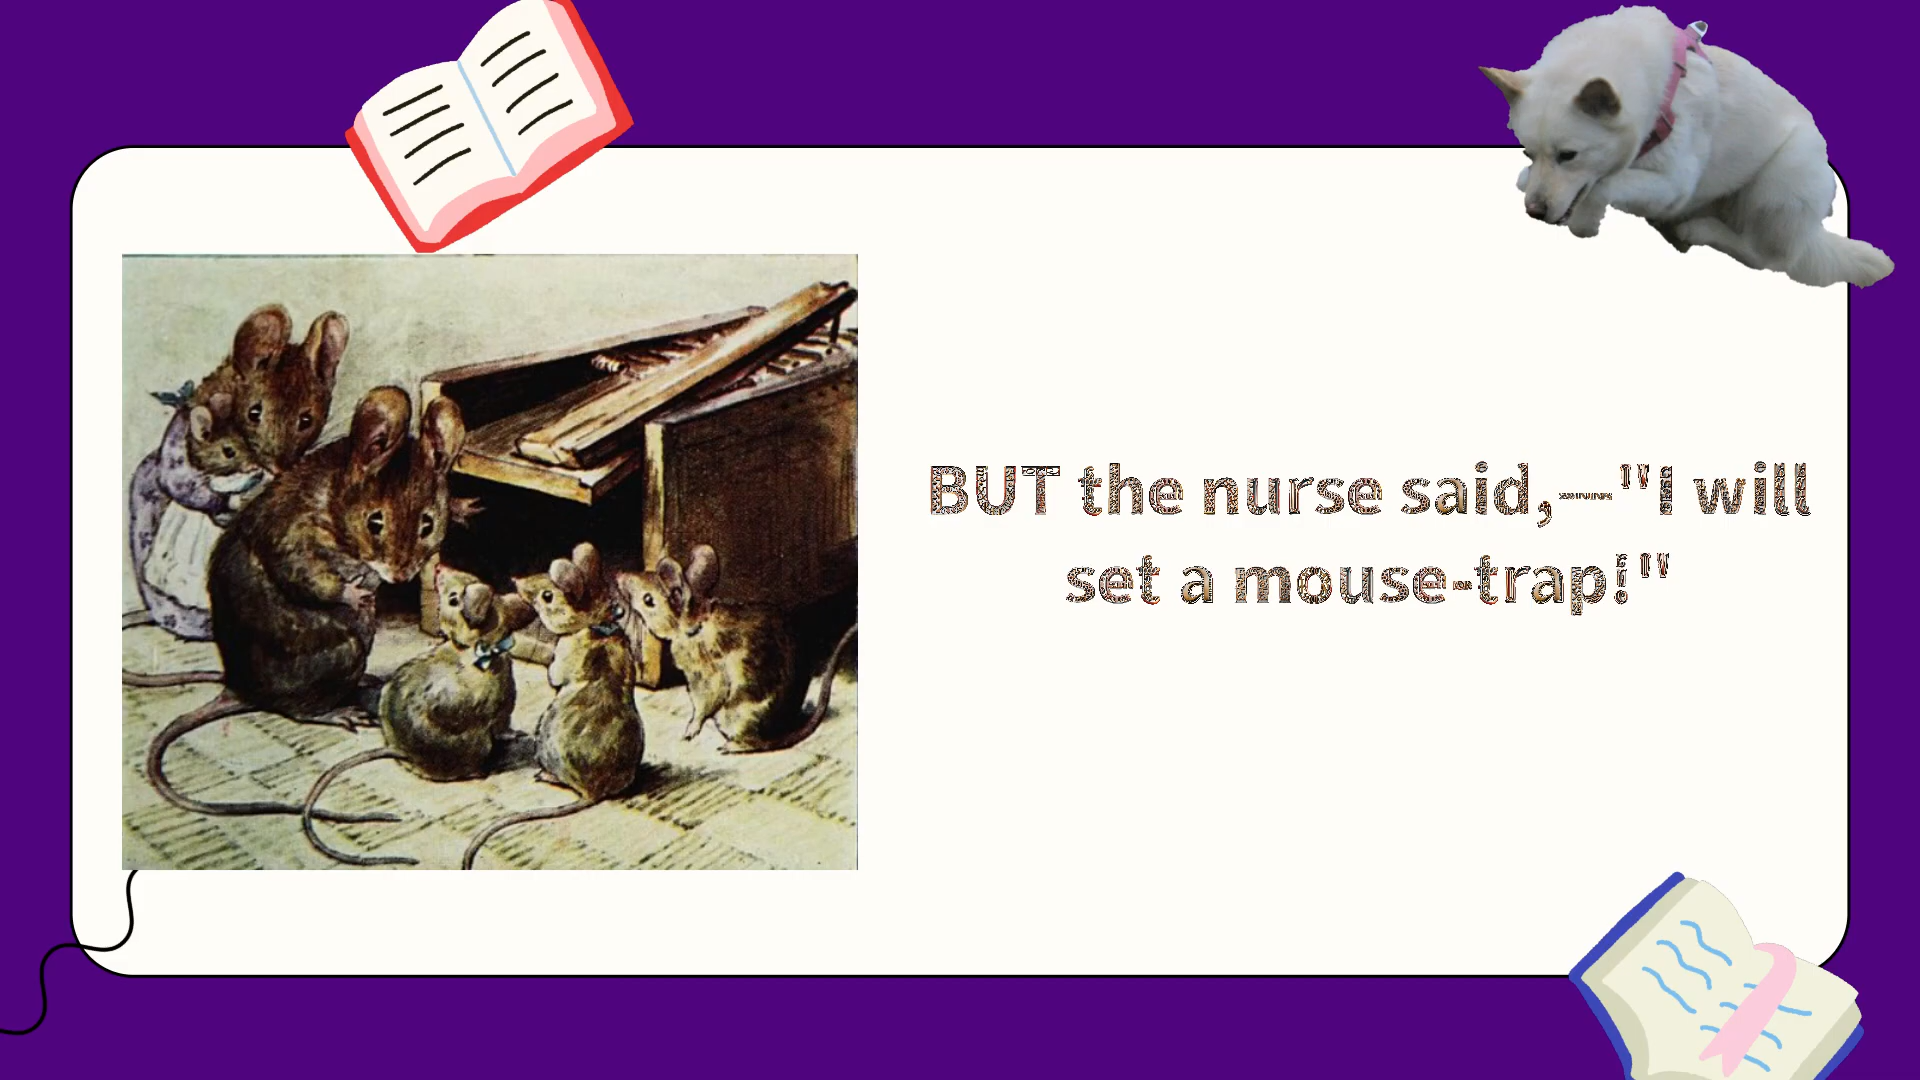 BUT the nurse said,—"I will
set a mouse-trap!"